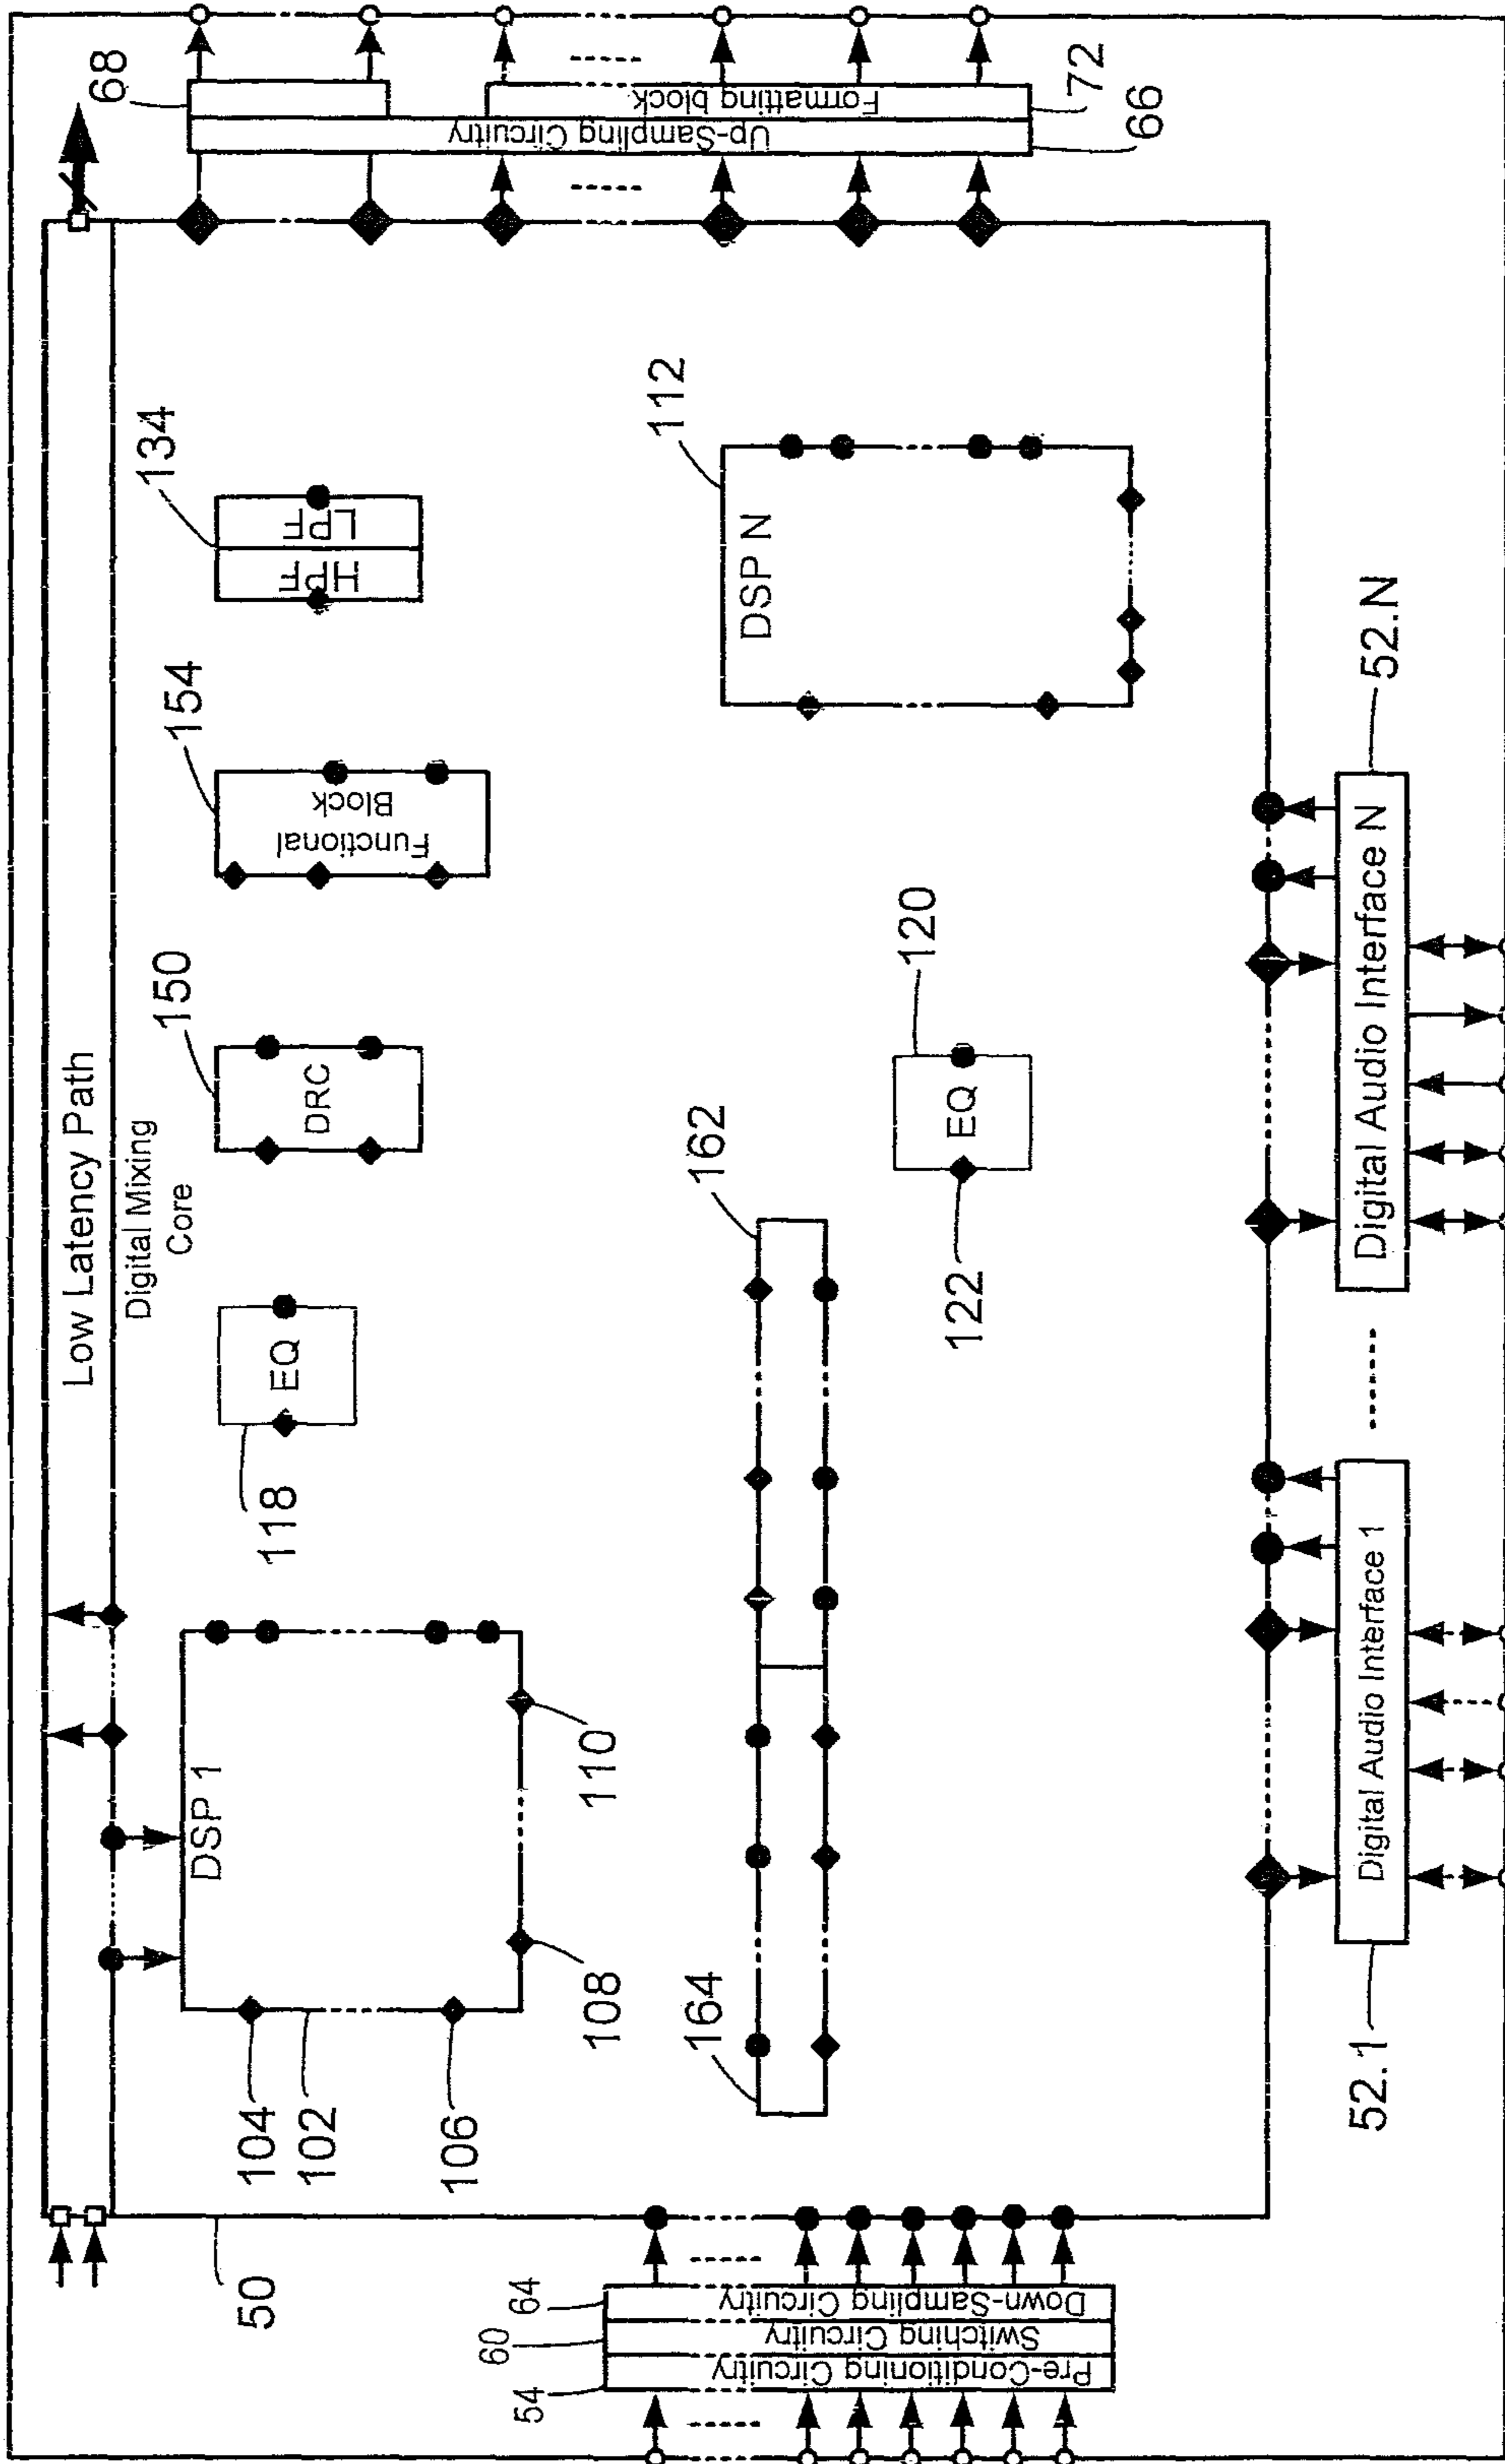 Low Latency Path
Digital Mixing
Core
50
DSP 1
104
102
106
108
110
118
EQ
150
DRC
154
Functional
Block
134
HPF
LPF
68
Up-Sampling Circuitry
Formatting block
72
66
54
60
64
Pre-Conditioning Circuitry
Switching Circuitry
Down-Sampling Circuitry
164
162
120
EQ
122
112
DSP N
52.1
Digital Audio Interface 1
Digital Audio Interface N
52.N